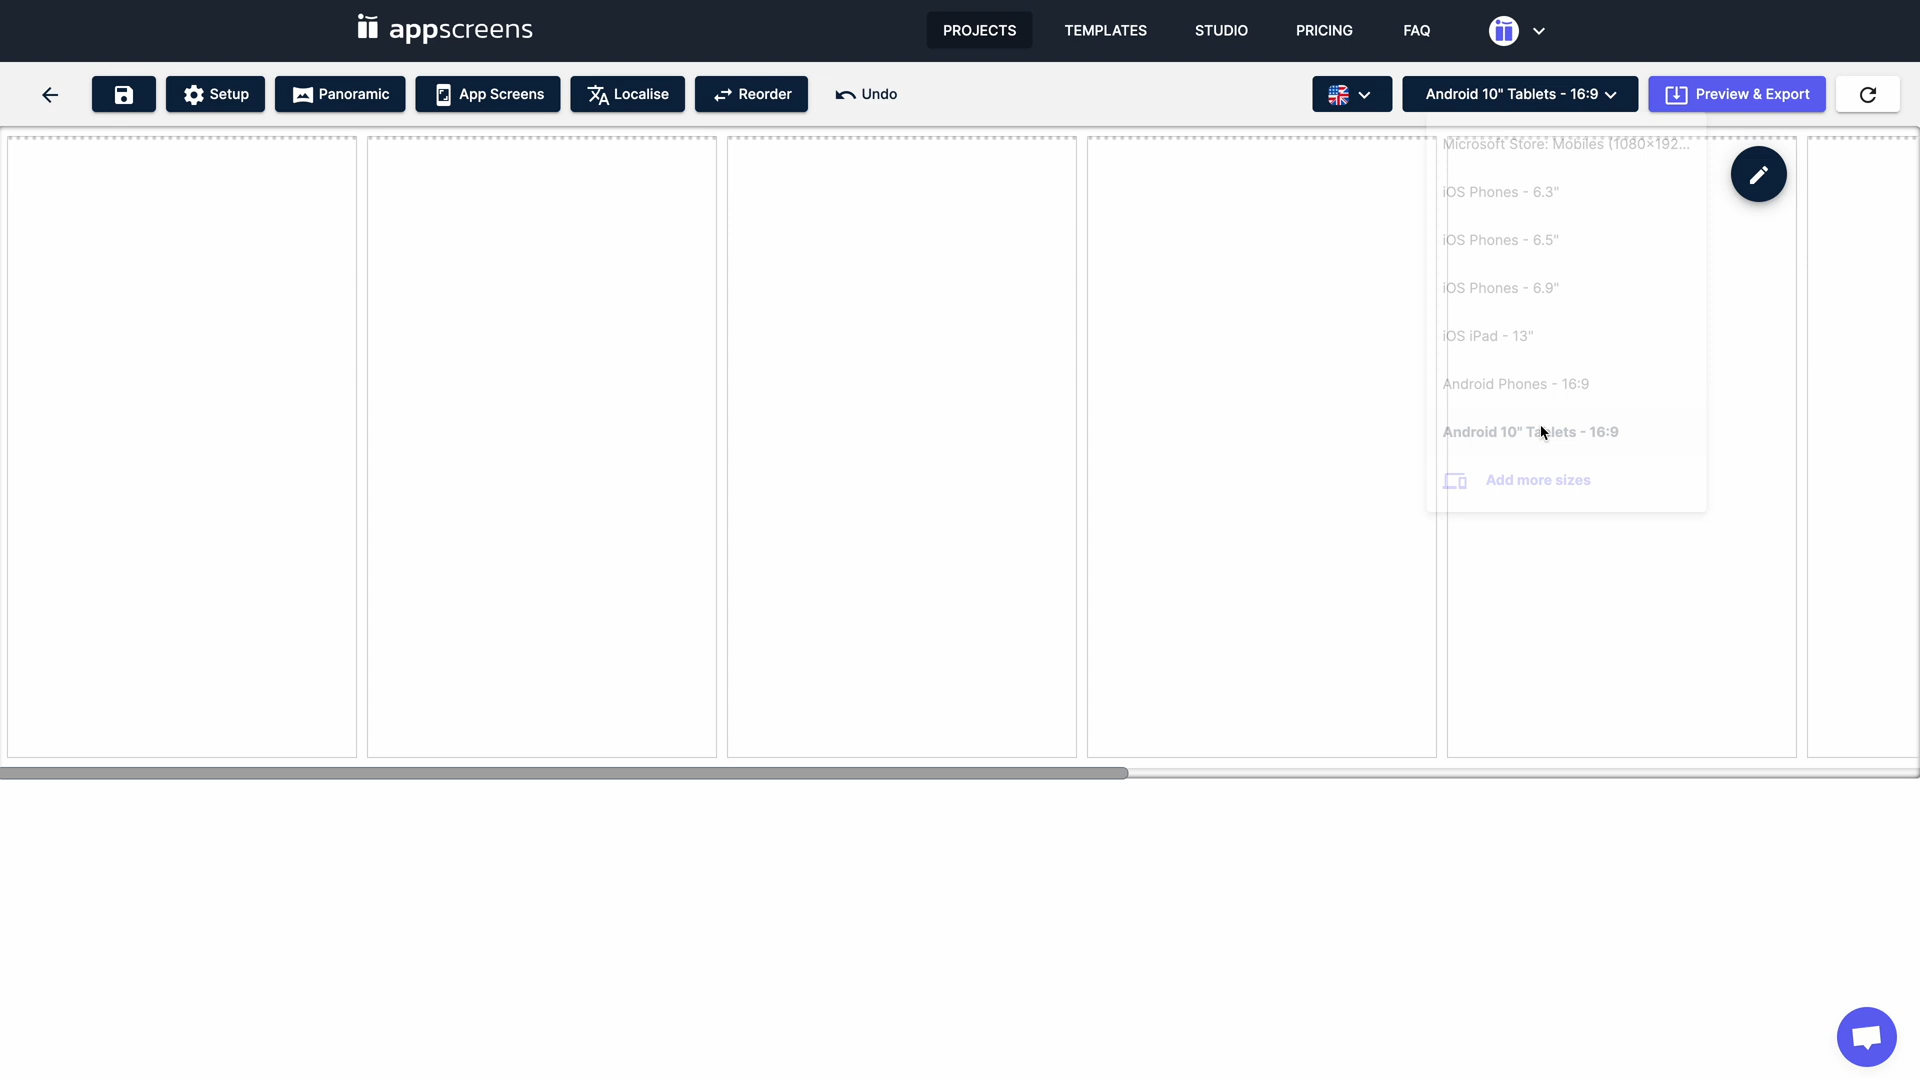 appscreens
PROJECTS
TEMPLATES
STUDIO
PRICING
FAQ
Setup
Panoramic
App Screens
Localise
Reorder
Undo
Android 10" Tablets - 16:9
Preview & Export
Microsoft Store: Mobiles (1080×192...
iOS Phones - 6.3"
iOS Phones - 6.5"
iOS Phones - 6.9"
iOS iPad - 13"
Android Phones - 16:9
Android 10" Tablets - 16:9
Add more sizes